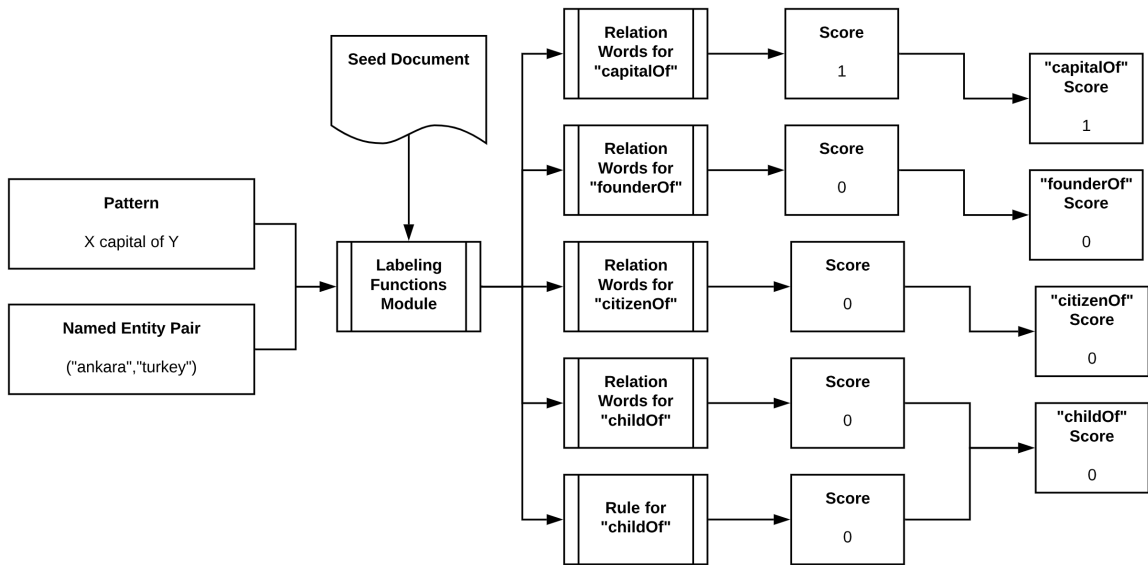 Pattern
X capital of Y
Named Entity Pair
("ankara","turkey")
Seed Document
Labeling
Functions
Module
Relation
Words for
"capitalOf"
Relation
Words for
"founderOf"
Relation
Words for
"citizenOf"
Relation
Words for
"childOf"
Rule for
"childOf"
Score
1
Score
0
Score
0
Score
0
Score
0
"capitalOf"
Score
1
"founderOf"
Score
0
"citizenOf"
Score
0
"childOf"
Score
0